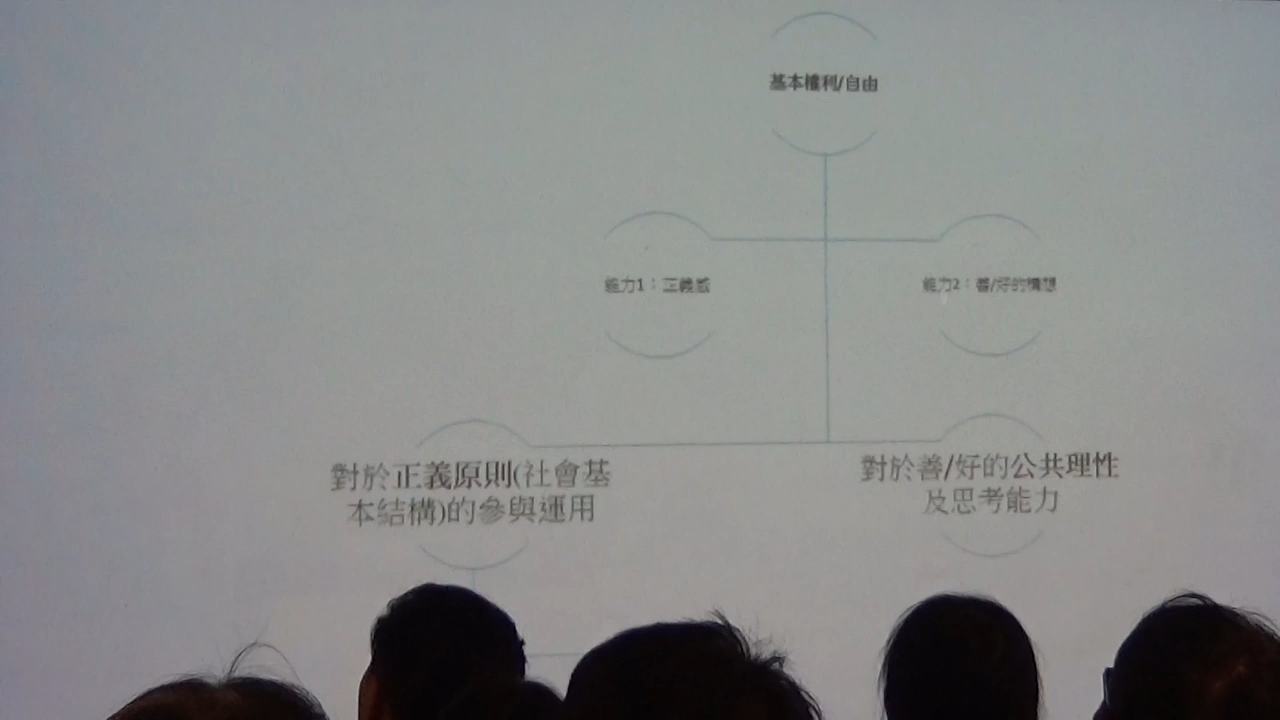 基本權利/自由
能力1：正義感
能力2：善/好的構想
對於正義原則(社會基
本結構)的參與運用
對於善/好的公共理性
及思考能力